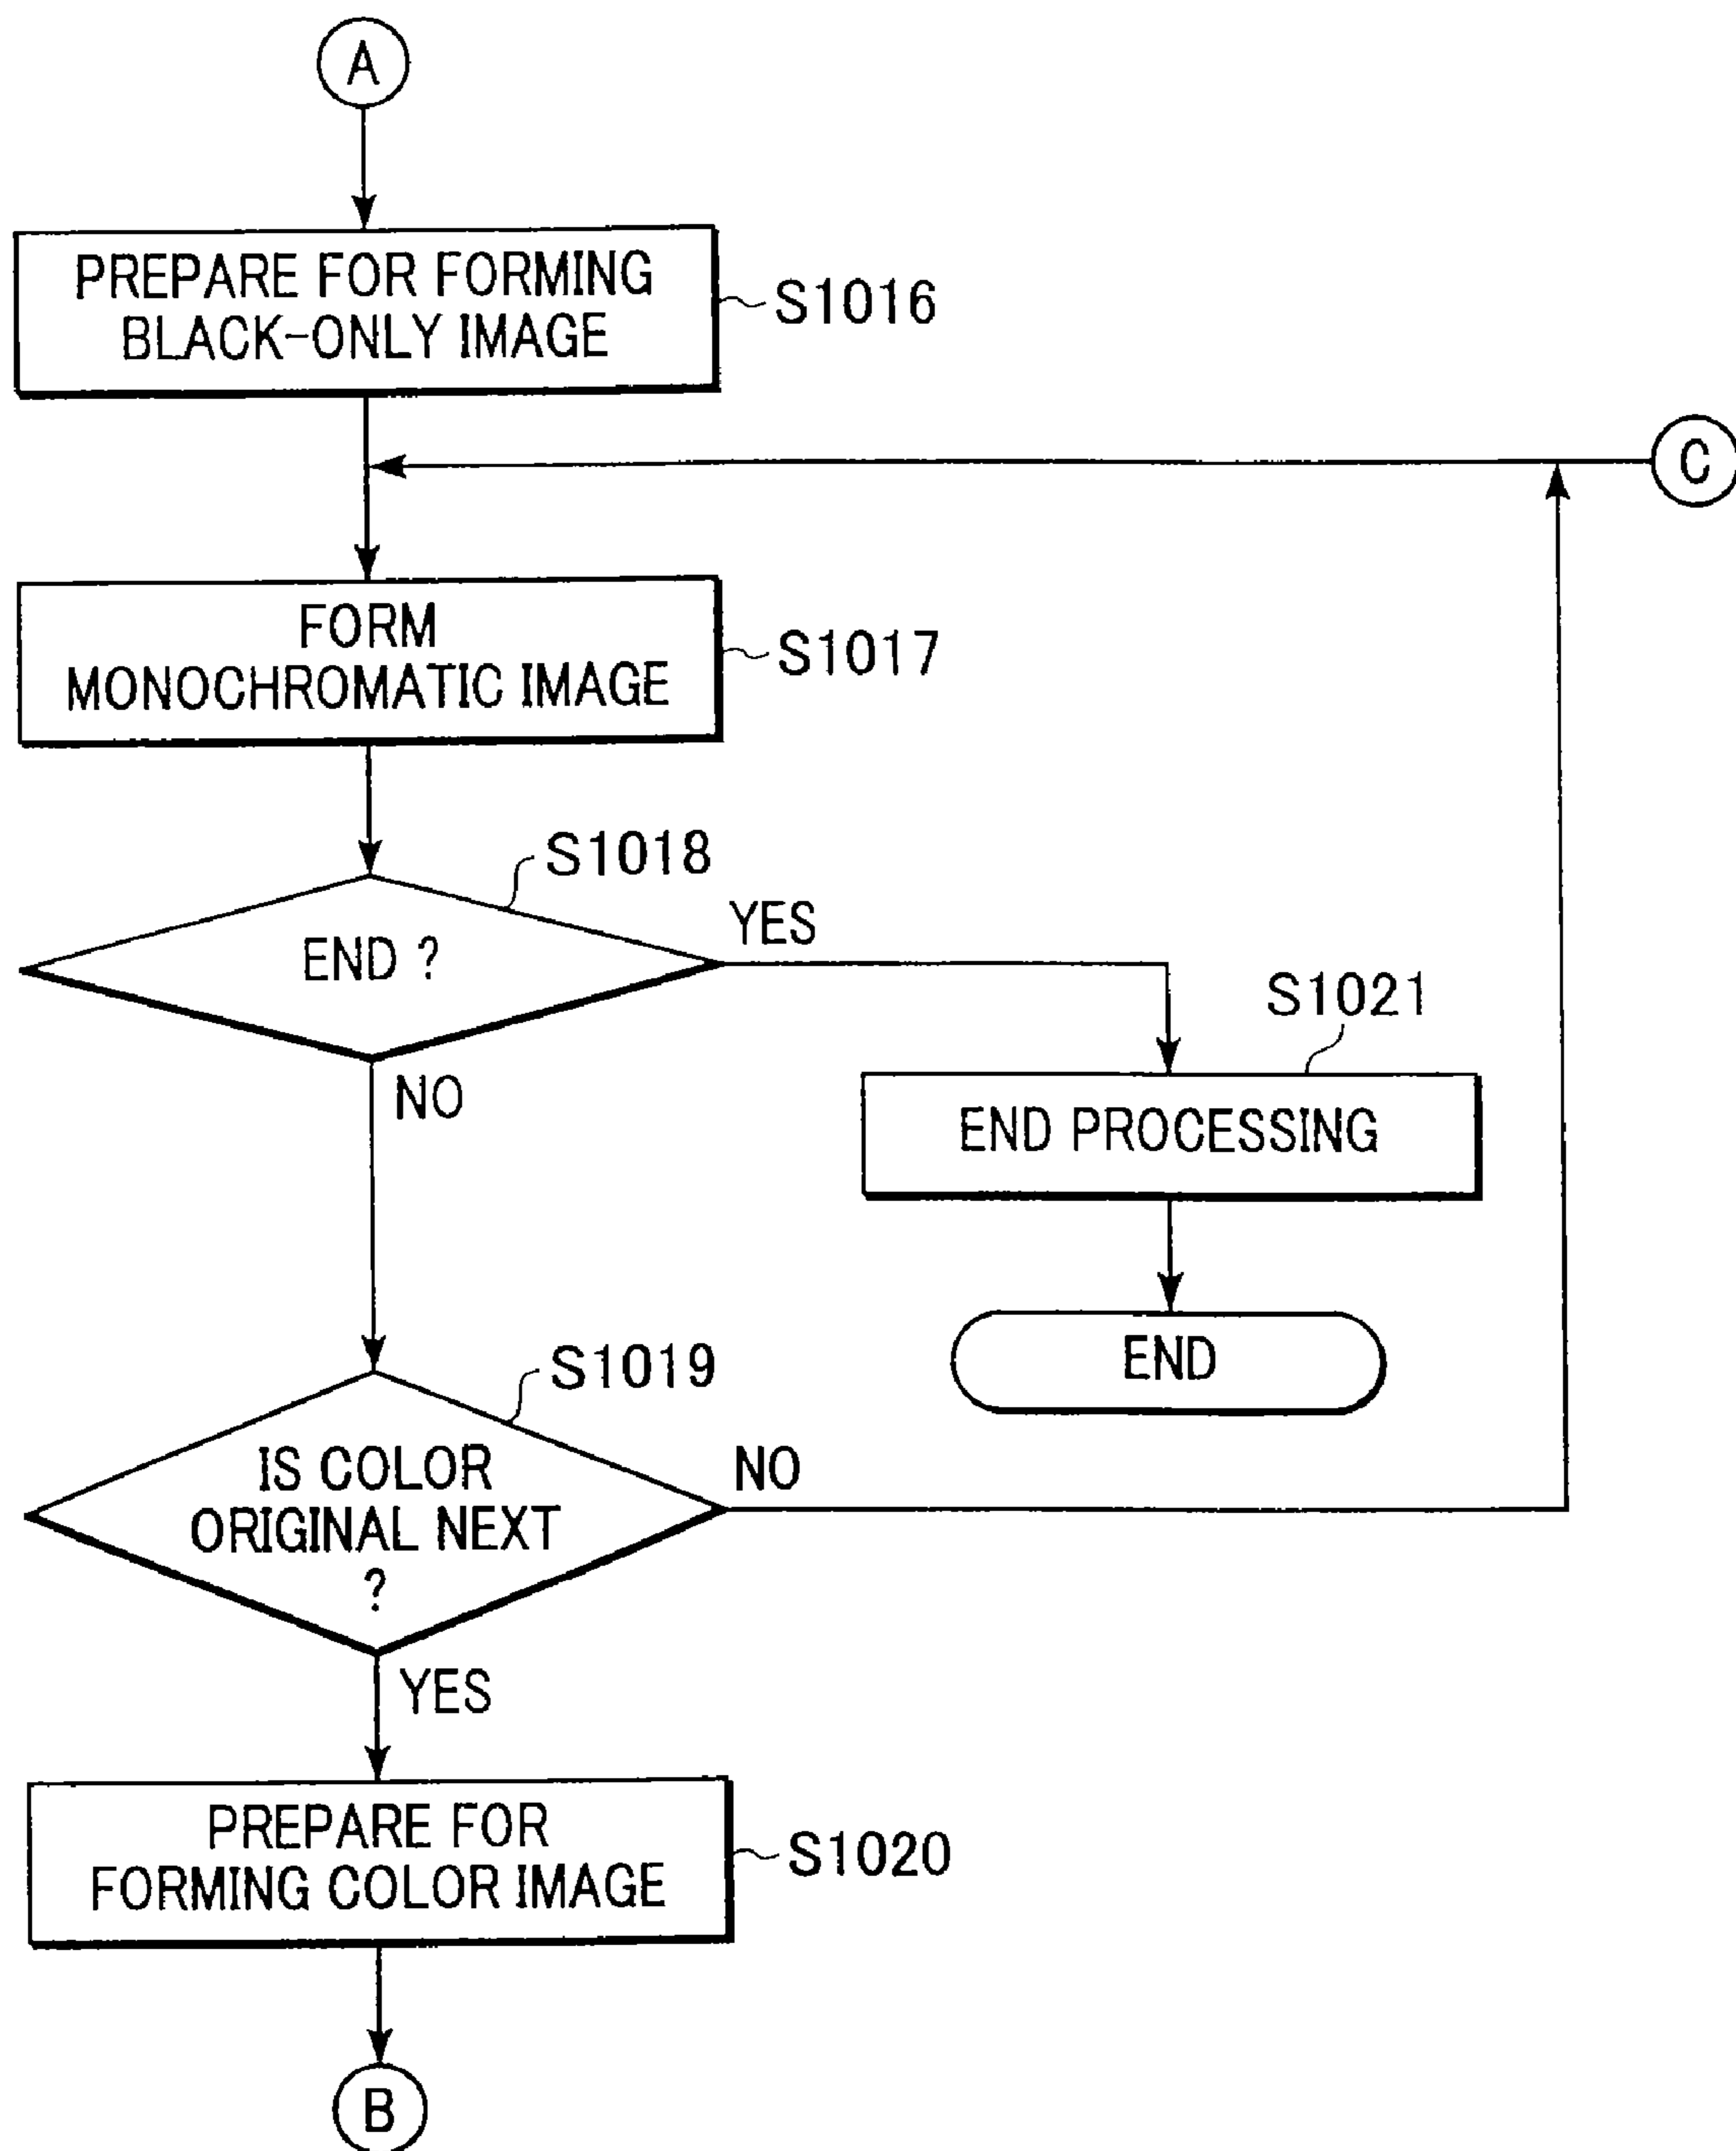 A
PREPARE FOR FORMING
BLACK-ONLY IMAGE
S1016
C
FORM
MONOCHROMATIC IMAGE
S1017
S1018
END ?
YES
NO
S1021
END PROCESSING
END
S1019
IS COLOR
ORIGINAL NEXT
?
NO
YES
PREPARE FOR
FORMING COLOR IMAGE
S1020
B